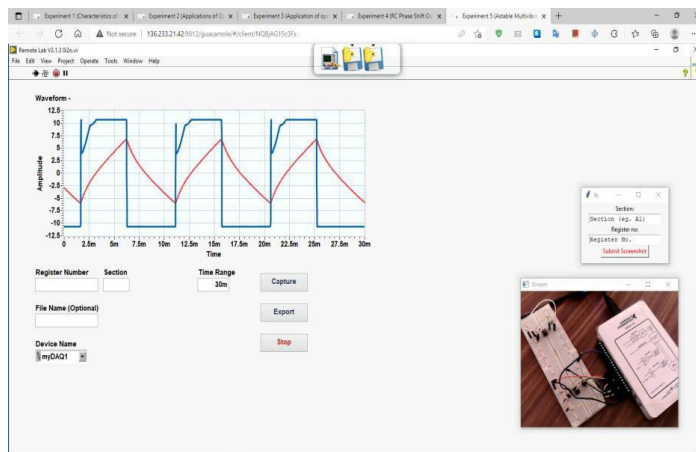 Experiment 1 (Characteristics of
Experiment 2 (Applications of O
Experiment 3 (Application of op
Experiment 4 (RC Phase Shift O
Experiment 5 (Astable Multivibr
Not secure
136.233.21.42:9012/guacamole/#/client/NQBjAG15c3Fs
Remote Lab V3.1.3
File Edit View Project Operate Tools Window Help
Waveform -
12.5
10
7.5
5
2.5
0
-2.5
-5
-7.5
-10
-12.5
Amplitude
0 2.5m 5m 7.5m 10m 12.5m 15m 17.5m 20m 22.5m 25m 27.5m 30m
Time
Section:
Section (eg. A1)
Register no:
Register No.
Submit Screenshot
Register Number Section Time Range
30m
Capture
File Name (Optional)
Export
Device Name
myDAQ1
Stop
Stream